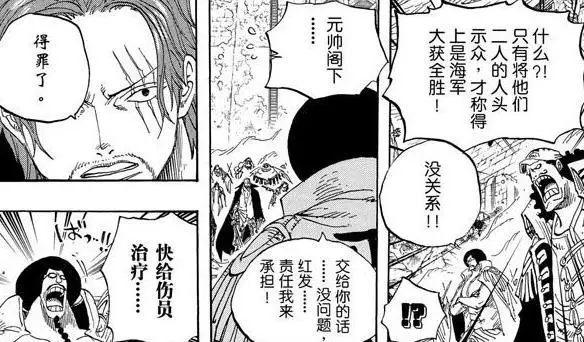 什么?!
只有将他们
二人的人头
示众，才称得
上是海军
大获全胜！
没关系!!
!?
元帅阁下
……
交给你的话
……没问题，
红发……
责任我来
承担！
得罪了。
快给伤员
治疗……